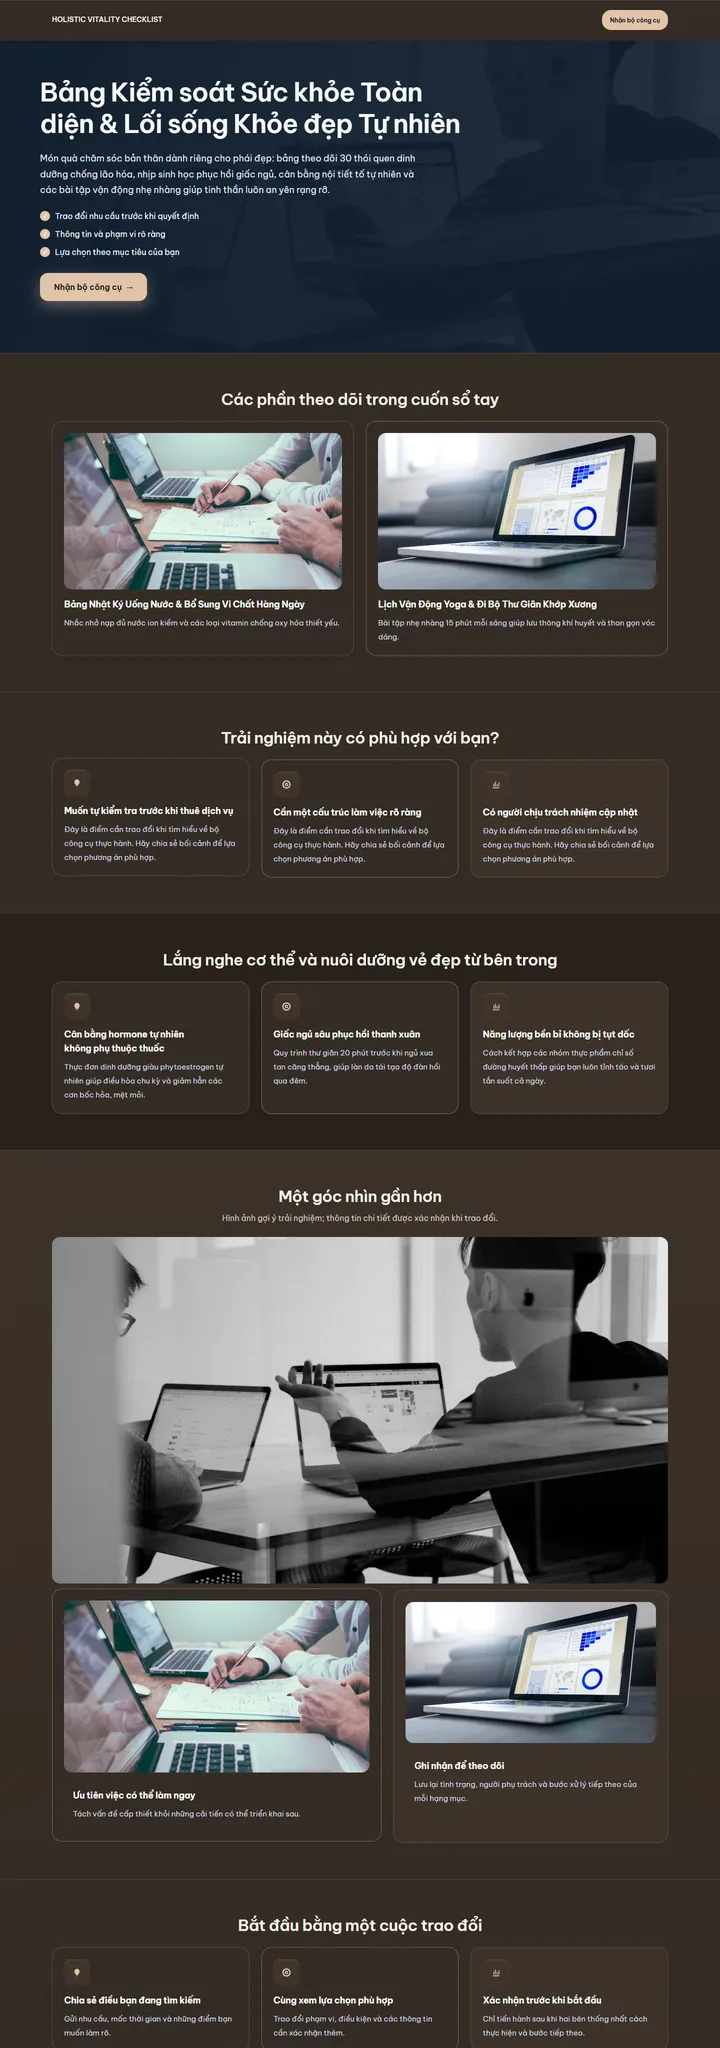 HOLISTIC VITALITY CHECKLIST
Nhận bộ công cụ
Bảng Kiểm soát Sức khỏe Toàn
diện & Lối sống Khỏe đẹp Tự nhiên
Món quà chăm sóc bản thân dành riêng cho phái đẹp: bảng theo dõi 30 thói quen dinh
dưỡng chống lão hóa, nhịp sinh học phục hồi giấc ngủ, cân bằng nội tiết tố tự nhiên và
các bài tập vận động nhẹ nhàng giúp tinh thần luôn an yên rạng rỡ.
Trao đổi nhu cầu trước khi quyết định
Thông tin và phạm vi rõ ràng
Lựa chọn theo mục tiêu của bạn
Nhận bộ công cụ →
Các phần theo dõi trong cuốn sổ tay
Bảng Nhật Ký Uống Nước & Bổ Sung Vi Chất Hàng Ngày
Nhắc nhở nạp đủ nước ion kiềm và các loại vitamin chống oxy hóa thiết yếu.
Lịch Vận Động Yoga & Đi Bộ Thư Giãn Khớp Xương
Bài tập nhẹ nhàng 15 phút mỗi sáng giúp lưu thông khí huyết và thon gọn vóc
dáng.
Trải nghiệm này có phù hợp với bạn?
Muốn tự kiểm tra trước khi thuê dịch vụ
Đây là điểm cần trao đổi khi tìm hiểu về bộ
công cụ thực hành. Hãy chia sẻ bối cảnh để lựa
chọn phương án phù hợp.
Cần một cấu trúc làm việc rõ ràng
Đây là điểm cần trao đổi khi tìm hiểu về bộ
công cụ thực hành. Hãy chia sẻ bối cảnh để lựa
chọn phương án phù hợp.
Có người chịu trách nhiệm cập nhật
Đây là điểm cần trao đổi khi tìm hiểu về bộ
công cụ thực hành. Hãy chia sẻ bối cảnh để lựa
chọn phương án phù hợp.
Lắng nghe cơ thể và nuôi dưỡng vẻ đẹp từ bên trong
Cân bằng hormone tự nhiên
không phụ thuộc thuốc
Thực đơn dinh dưỡng giàu phytoestrogen tự
nhiên giúp điều hòa chu kỳ và giảm hẳn các
cơn bốc hỏa, mệt mỏi.
Giấc ngủ sâu phục hồi thanh xuân
Quy trình thư giãn 20 phút trước khi ngủ xua
tan căng thẳng, giúp làn da tái tạo độ đàn hồi
qua đêm.
Năng lượng bền bỉ không bị tụt dốc
Cách kết hợp các nhóm thực phẩm chỉ số
đường huyết thấp giúp bạn luôn tỉnh táo và tươi
tắn suốt cả ngày.
Một góc nhìn gần hơn
Hình ảnh gợi ý trải nghiệm; thông tin chi tiết được xác nhận khi trao đổi.
Ưu tiên việc có thể làm ngay
Tách vấn đề cấp thiết khỏi những cải tiến có thể triển khai sau.
Ghi nhận để theo dõi
Lưu lại tình trạng, người phụ trách và bước xử lý tiếp theo của
mỗi hạng mục.
Bắt đầu bằng một cuộc trao đổi
Chia sẻ điều bạn đang tìm kiếm
Gửi nhu cầu, mốc thời gian và những điểm bạn
muốn làm rõ.
Cùng xem lựa chọn phù hợp
Trao đổi phạm vi, điều kiện và các thông tin
cần xác nhận thêm.
Xác nhận trước khi bắt đầu
Chỉ tiến hành sau khi hai bên thống nhất cách
thực hiện và bước tiếp theo.